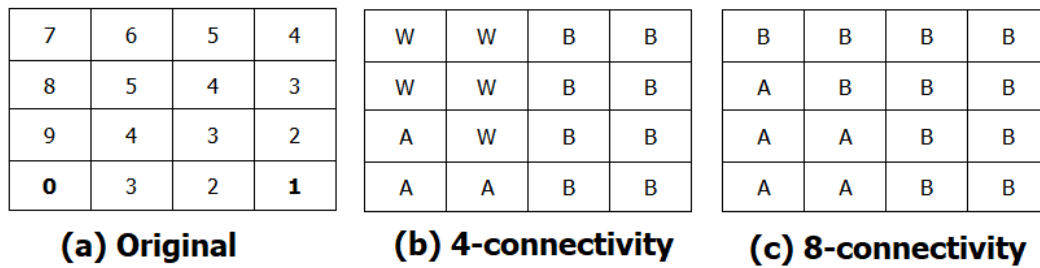 7 6 5 4 W W B B B B B B
8 5 4 3 W W B B A B B B
9 4 3 2 A W B B A A B B
0 3 2 1 A A B B A A B B
(a) Original (b) 4-connectivity (c) 8-connectivity